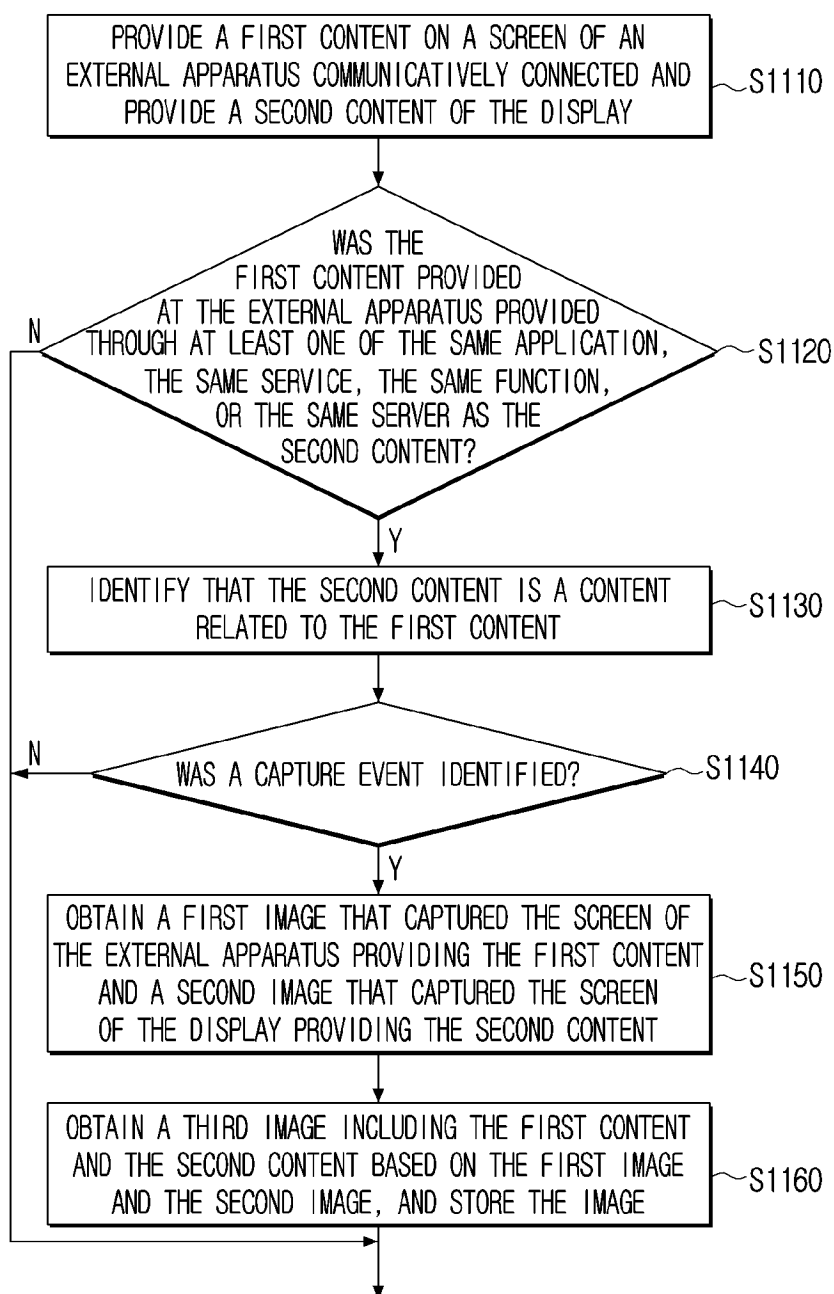 PROVIDE A FIRST CONTENT ON A SCREEN OF AN
EXTERNAL APPARATUS COMMUNICATIVELY CONNECTED AND
PROVIDE A SECOND CONTENT OF THE DISPLAY
S1110
WAS THE
FIRST CONTENT PROVIDED
AT THE EXTERNAL APPARATUS PROVIDED
THROUGH AT LEAST ONE OF THE SAME APPLICATION,
THE SAME SERVICE, THE SAME FUNCTION,
OR THE SAME SERVER AS THE
SECOND CONTENT?
N
S1120
Y
IDENTIFY THAT THE SECOND CONTENT IS A CONTENT
RELATED TO THE FIRST CONTENT
S1130
N
WAS A CAPTURE EVENT IDENTIFIED?
S1140
Y
OBTAIN A FIRST IMAGE THAT CAPTURED THE SCREEN OF
THE EXTERNAL APPARATUS PROVIDING THE FIRST CONTENT
AND A SECOND IMAGE THAT CAPTURED THE SCREEN
OF THE DISPLAY PROVIDING THE SECOND CONTENT
S1150
OBTAIN A THIRD IMAGE INCLUDING THE FIRST CONTENT
AND THE SECOND CONTENT BASED ON THE FIRST IMAGE
AND THE SECOND IMAGE, AND STORE THE IMAGE
S1160